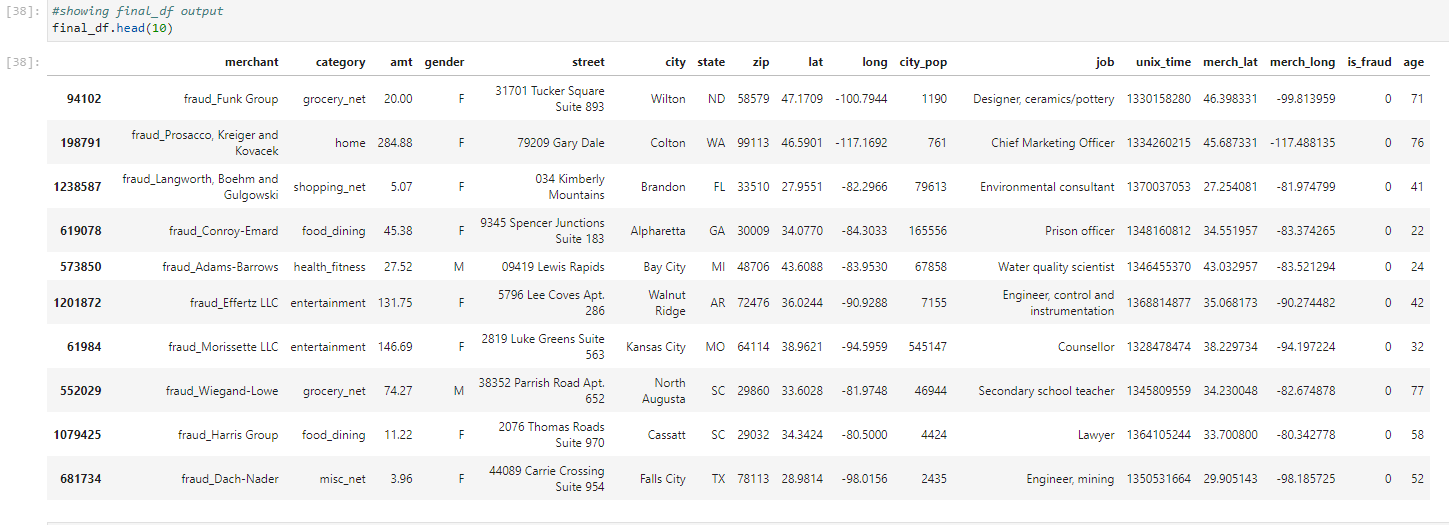 [38]: #showing final_df output
final_df.head(10)
[38]: merchant category amt gender street city state zip lat long city_pop job unix_time merch_lat merch_long is_fraud age
94102 fraud_Funk Group grocery_net 20.00 F 31701 Tucker Square Suite 893 Wilton ND 58579 47.1709 -100.7944 1190 Designer, ceramics/pottery 1330158280 46.398331 -99.813959 0 71
198791 fraud_Prosacco, Kreiger and Kovacek home 284.88 F 79209 Gary Dale Colton WA 99113 46.5901 -117.1692 761 Chief Marketing Officer 1334260215 45.687331 -117.488135 0 76
1238587 fraud_Langworth, Boehm and Gulgowski shopping_net 5.07 F 034 Kimberly Mountains Brandon FL 33510 27.9551 -82.2966 79613 Environmental consultant 1370037053 27.254081 -81.974799 0 41
619078 fraud_Conroy-Emard food_dining 45.38 F 9345 Spencer Junctions Suite 183 Alpharetta GA 30009 34.0770 -84.3033 165556 Prison officer 1348160812 34.551957 -83.374265 0 22
573850 fraud_Adams-Barrows health_fitness 27.52 M 09419 Lewis Rapids Bay City MI 48706 43.6088 -83.9530 67858 Water quality scientist 1346455370 43.032957 -83.521294 0 24
1201872 fraud_Effertz LLC entertainment 131.75 F 5796 Lee Coves Apt. 286 Walnut Ridge AR 72476 36.0244 -90.9288 7155 Engineer, control and instrumentation 1368814877 35.068173 -90.274482 0 42
61984 fraud_Morissette LLC entertainment 146.69 F 2819 Luke Greens Suite 563 Kansas City MO 64114 38.9621 -94.5959 545147 Counsellor 1328478474 38.229734 -94.197224 0 32
552029 fraud_Wiegand-Lowe grocery_net 74.27 M 38352 Parrish Road Apt. 652 North Augusta SC 29860 33.6028 -81.9748 46944 Secondary school teacher 1345809559 34.230048 -82.674878 0 77
1079425 fraud_Harris Group food_dining 11.22 F 2076 Thomas Roads Suite 970 Cassatt SC 29032 34.3424 -80.5000 4424 Lawyer 1364105244 33.700800 -80.342778 0 58
681734 fraud_Dach-Nader misc_net 3.96 F 44089 Carrie Crossing Suite 954 Falls City TX 78113 28.9814 -98.0156 2435 Engineer, mining 1350531664 29.905143 -98.185725 0 52